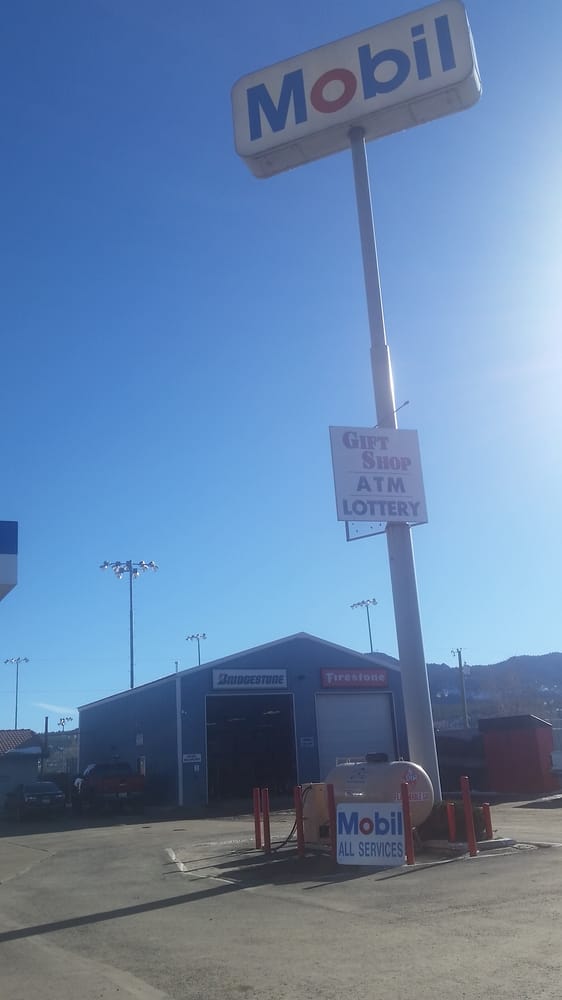 Mobil
GIFT
SHOP
ATM
LOTTERY
BRIDGESTONE
Firestone
Mobil
ALL SERVICES